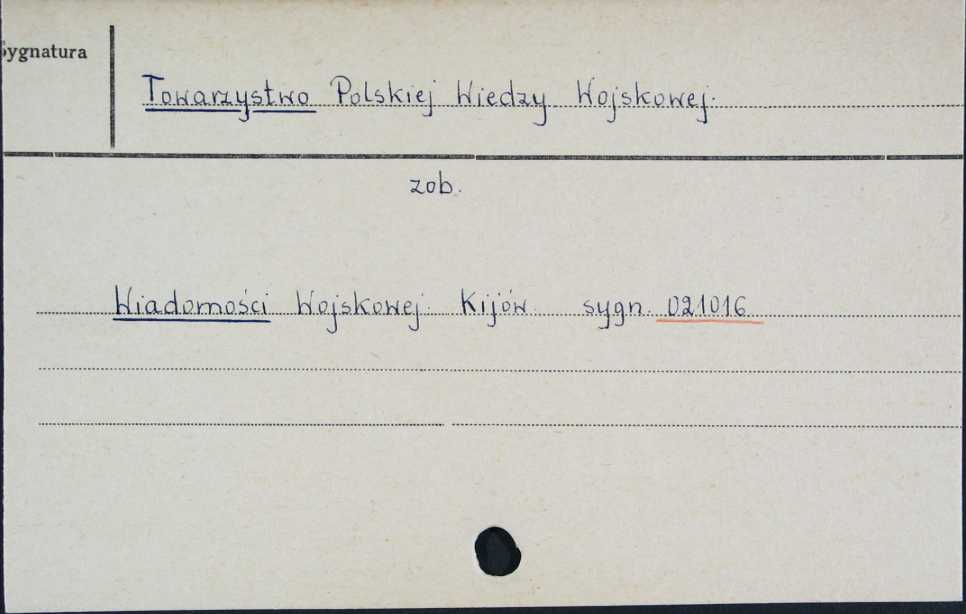 Sygnatura
Towarzystwo Polskiej Wiedzy Wojskowej.
zob.
Wiadomości Wojskowej. Kijów. sygn. 021016